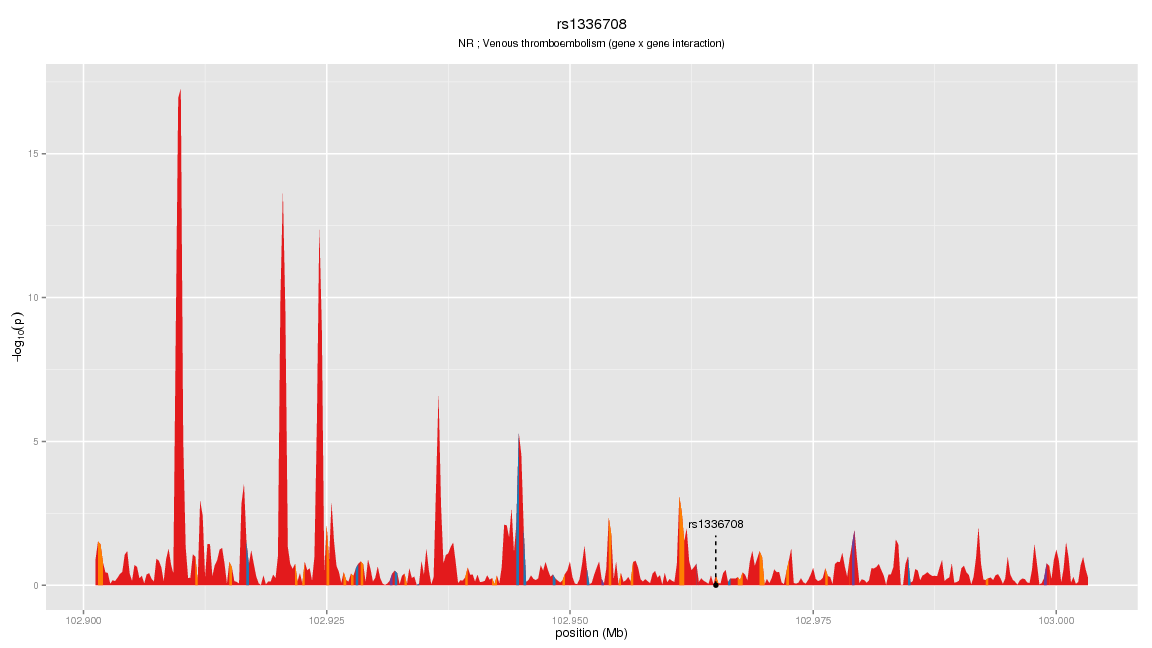 rs1336708
NR ; Venous thromboembolism (gene x gene interaction)
−log10(p)
15
10
5
0
rs1336708
102.900
102.925
102.950
102.975
103.000
position (Mb)